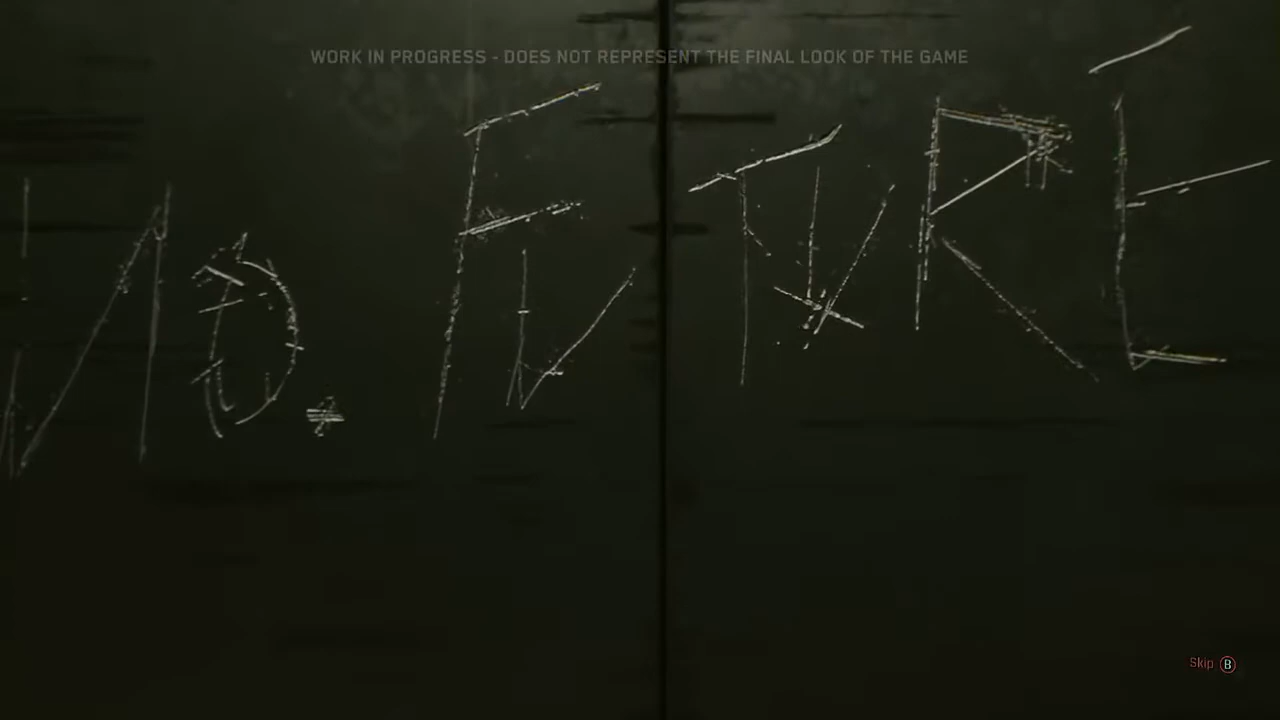 WORK IN PROGRESS - DOES NOT REPRESENT THE FINAL LOOK OF THE GAME
NO. FUTURE
Skip B